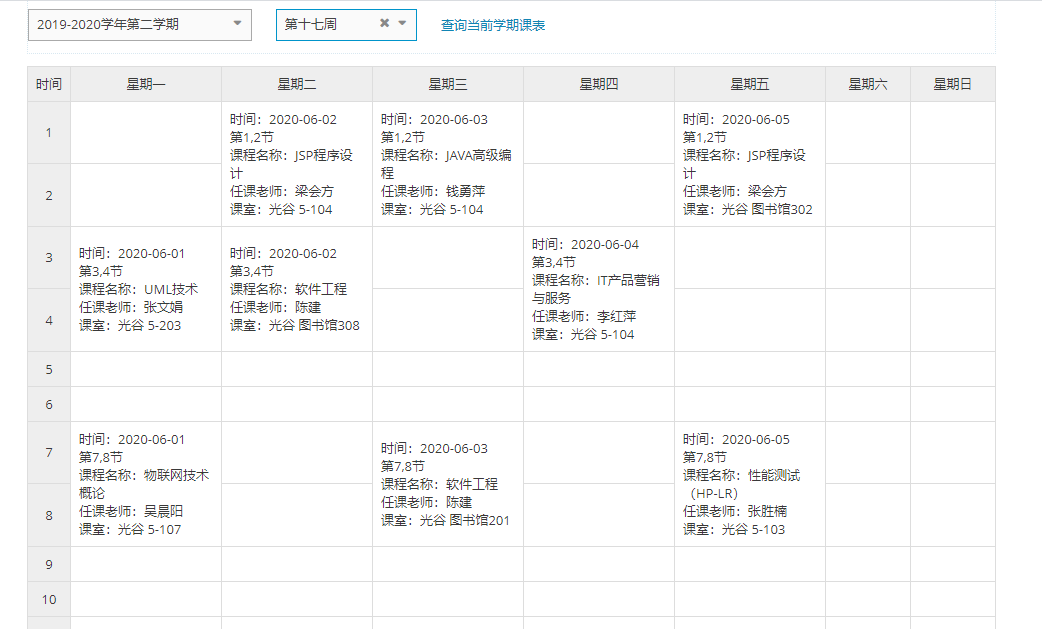 2019-2020学年第二学期
第十七周
查询当前学期课表
时间
星期一
星期二
星期三
星期四
星期五
星期六
星期日
1
2
时间：2020-06-02
第1,2节
课程名称：JSP程序设
计
任课老师：梁会方
课室：光谷 5-104
时间：2020-06-03
第1,2节
课程名称：JAVA高级编
程
任课老师：钱勇萍
课室：光谷 5-104
时间：2020-06-05
第1,2节
课程名称：JSP程序设
计
任课老师：梁会方
课室：光谷 图书馆302
3
4
时间：2020-06-01
第3,4节
课程名称：UML技术
任课老师：张文娟
课室：光谷 5-203
时间：2020-06-02
第3,4节
课程名称：软件工程
任课老师：陈建
课室：光谷 图书馆308
时间：2020-06-04
第3,4节
课程名称：IT产品营销
与服务
任课老师：李红萍
课室：光谷 5-104
5
6
7
8
时间：2020-06-01
第7,8节
课程名称：物联网技术
概论
任课老师：吴晨阳
课室：光谷 5-107
时间：2020-06-03
第7,8节
课程名称：软件工程
任课老师：陈建
课室：光谷 图书馆201
时间：2020-06-05
第7,8节
课程名称：性能测试
（HP-LR）
任课老师：张胜楠
课室：光谷 5-103
9
10